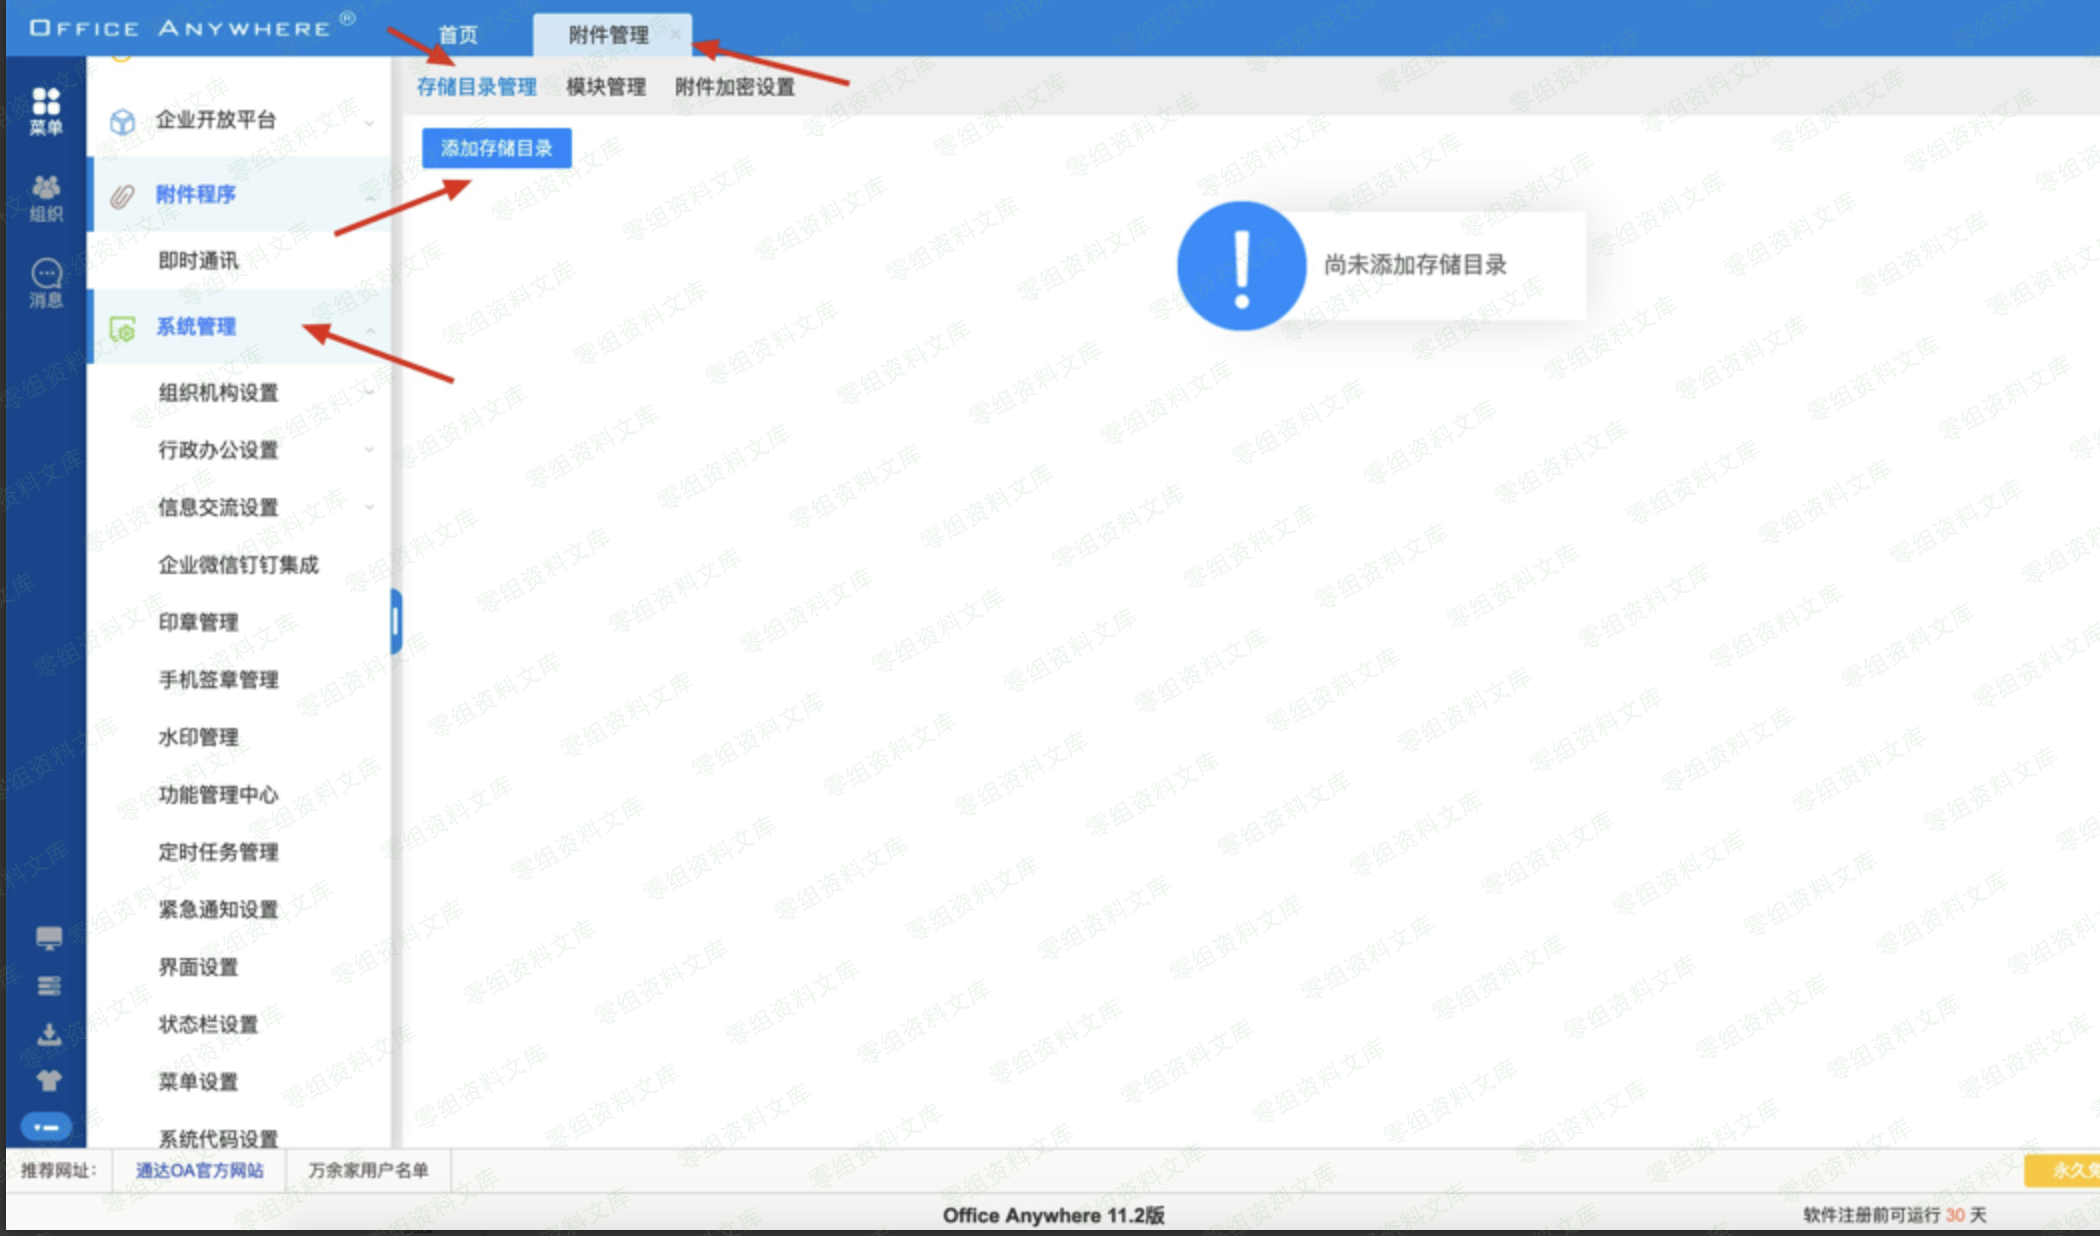 OFFICE ANYWHERE®
首页
附件管理
存储目录管理
模块管理
附件加密设置
菜单
组织
消息
企业开放平台
附件程序
即时通讯
系统管理
组织机构设置
行政办公设置
信息交流设置
企业微信钉钉集成
印章管理
手机签章管理
水印管理
功能管理中心
定时任务管理
紧急通知设置
界面设置
状态栏设置
菜单设置
系统代码设置
添加存储目录
尚未添加存储目录
推荐网址：
通达OA官方网站
万余家用户名单
永久免
Office Anywhere 11.2版
软件注册前可运行 30 天
零组资料文库